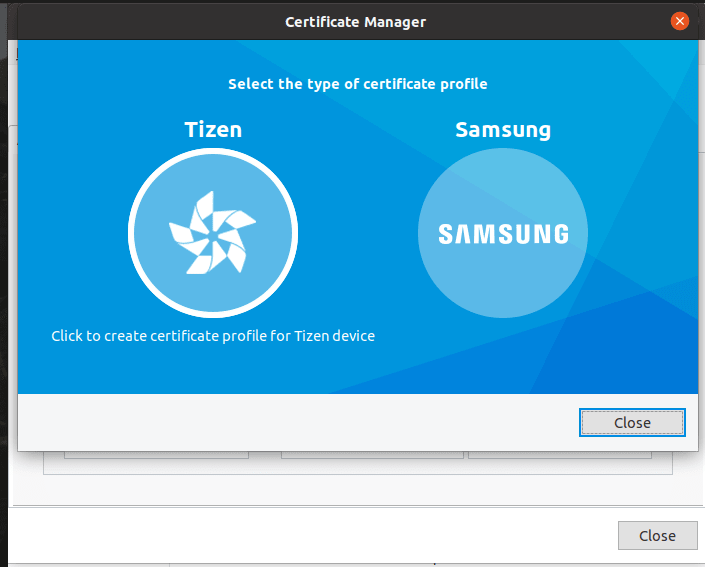 Certificate Manager
Select the type of certificate profile
Tizen
Samsung
SAMSUNG
Click to create certificate profile for Tizen device
Close
Close